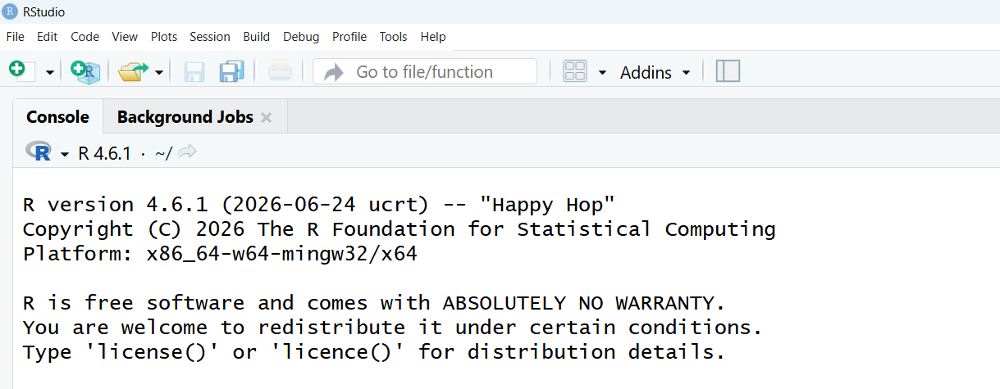 RStudio
File Edit Code View Plots Session Build Debug Profile Tools Help
Go to file/function Addins
Console Background Jobs
R 4.6.1 · ~/
R version 4.6.1 (2026-06-24 ucrt) -- "Happy Hop"
Copyright (C) 2026 The R Foundation for Statistical Computing
Platform: x86_64-w64-mingw32/x64
R is free software and comes with ABSOLUTELY NO WARRANTY.
You are welcome to redistribute it under certain conditions.
Type 'license()' or 'licence()' for distribution details.